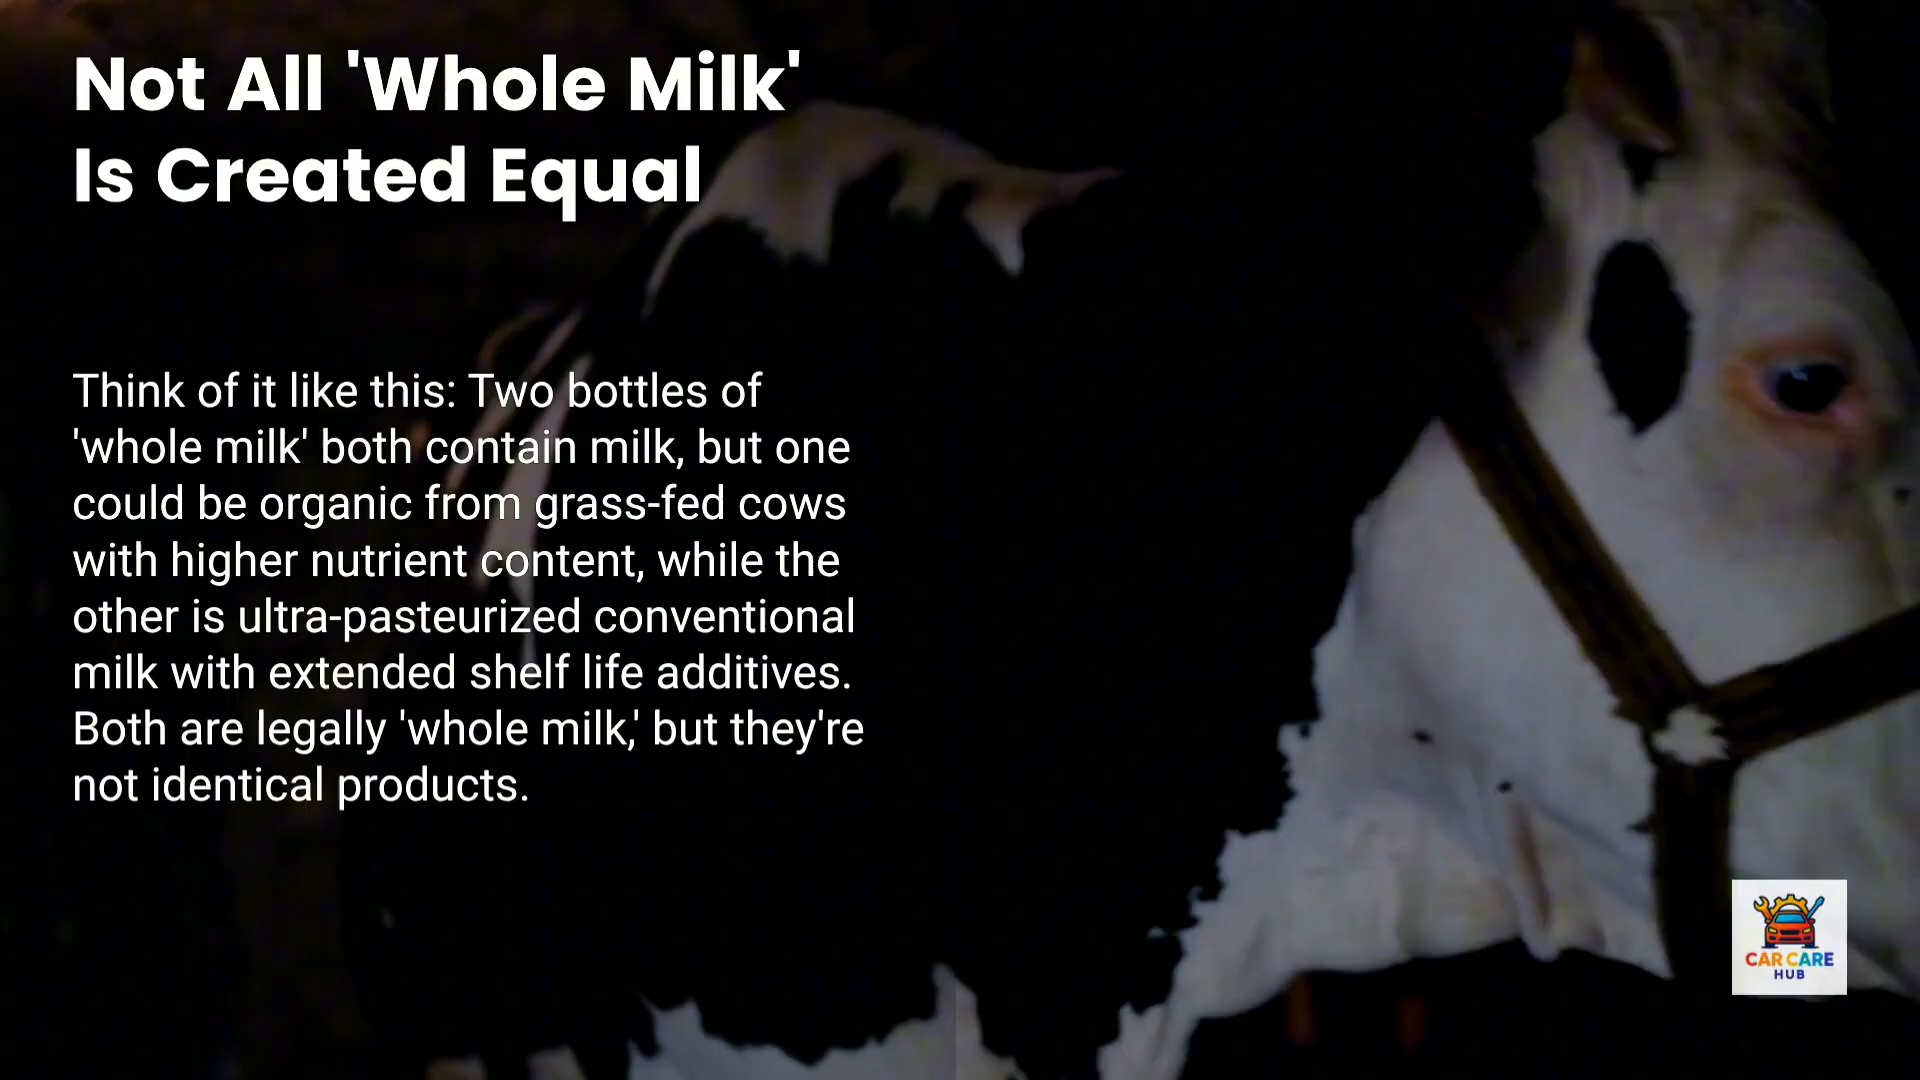 Not All 'Whole Milk'
Is Created Equal
Think of it like this: Two bottles of
'whole milk' both contain milk, but one
could be organic from grass-fed cows
with higher nutrient content, while the
other is ultra-pasteurized conventional
milk with extended shelf life additives.
Both are legally 'whole milk,' but they're
not identical products.
CAR CARE
HUB